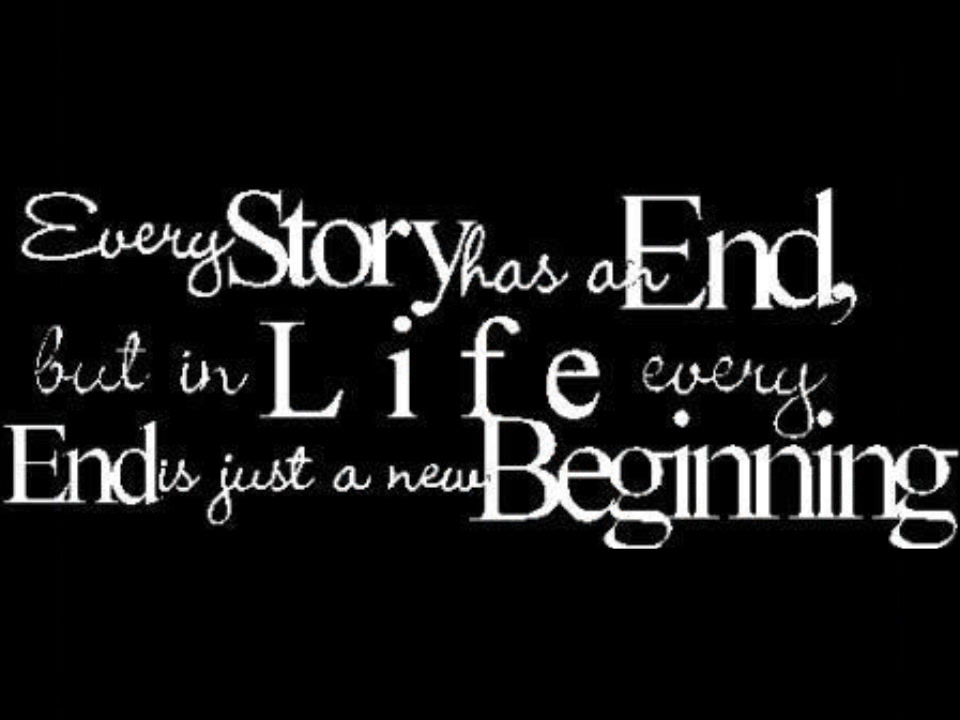 Every Story has an End,
but in Life every
End is just a new Beginning